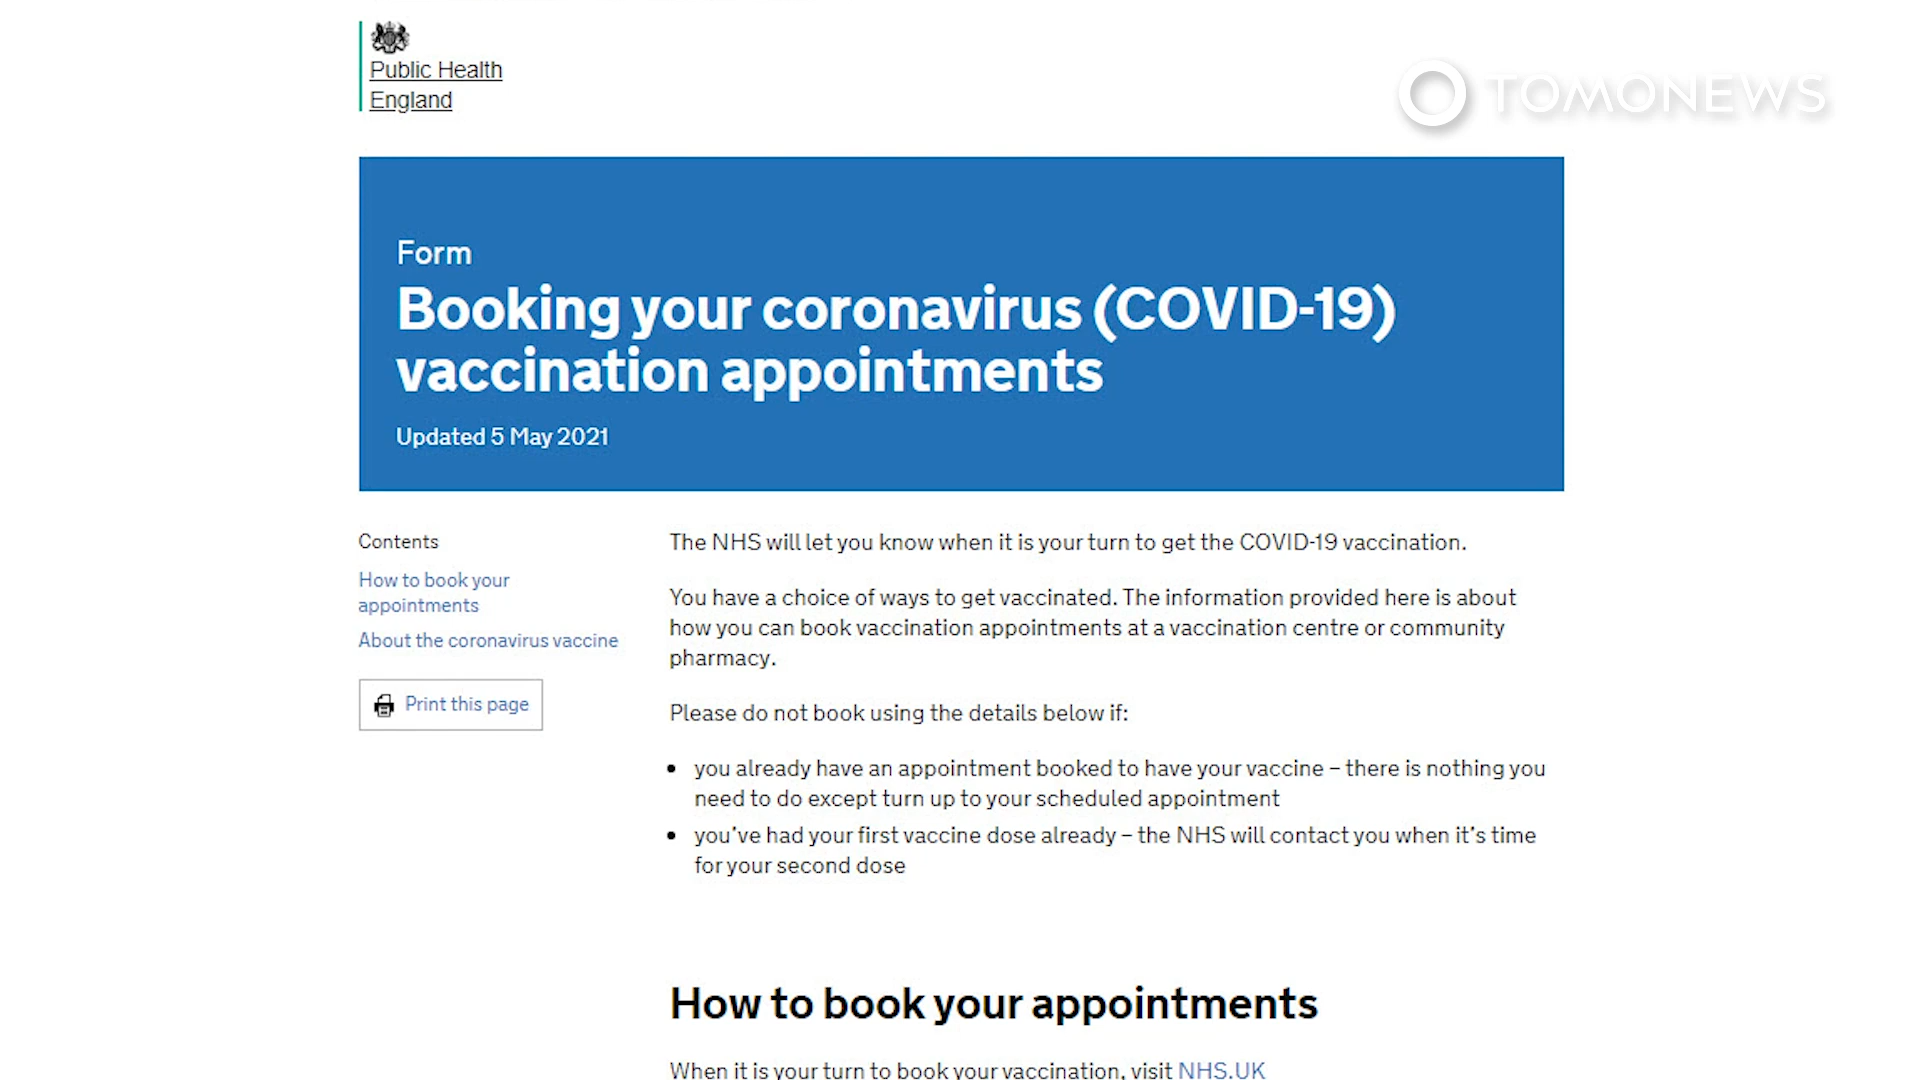 Public Health
England
TOMONEWS
Form
Booking your coronavirus (COVID-19)
vaccination appointments
Updated 5 May 2021
Contents
How to book your
appointments
About the coronavirus vaccine
Print this page
The NHS will let you know when it is your turn to get the COVID-19 vaccination.
You have a choice of ways to get vaccinated. The information provided here is about
how you can book vaccination appointments at a vaccination centre or community
pharmacy.
Please do not book using the details below if:
• you already have an appointment booked to have your vaccine – there is nothing you
need to do except turn up to your scheduled appointment
• you’ve had your first vaccine dose already – the NHS will contact you when it’s time
for your second dose
How to book your appointments
When it is your turn to book your vaccination, visit NHS.UK